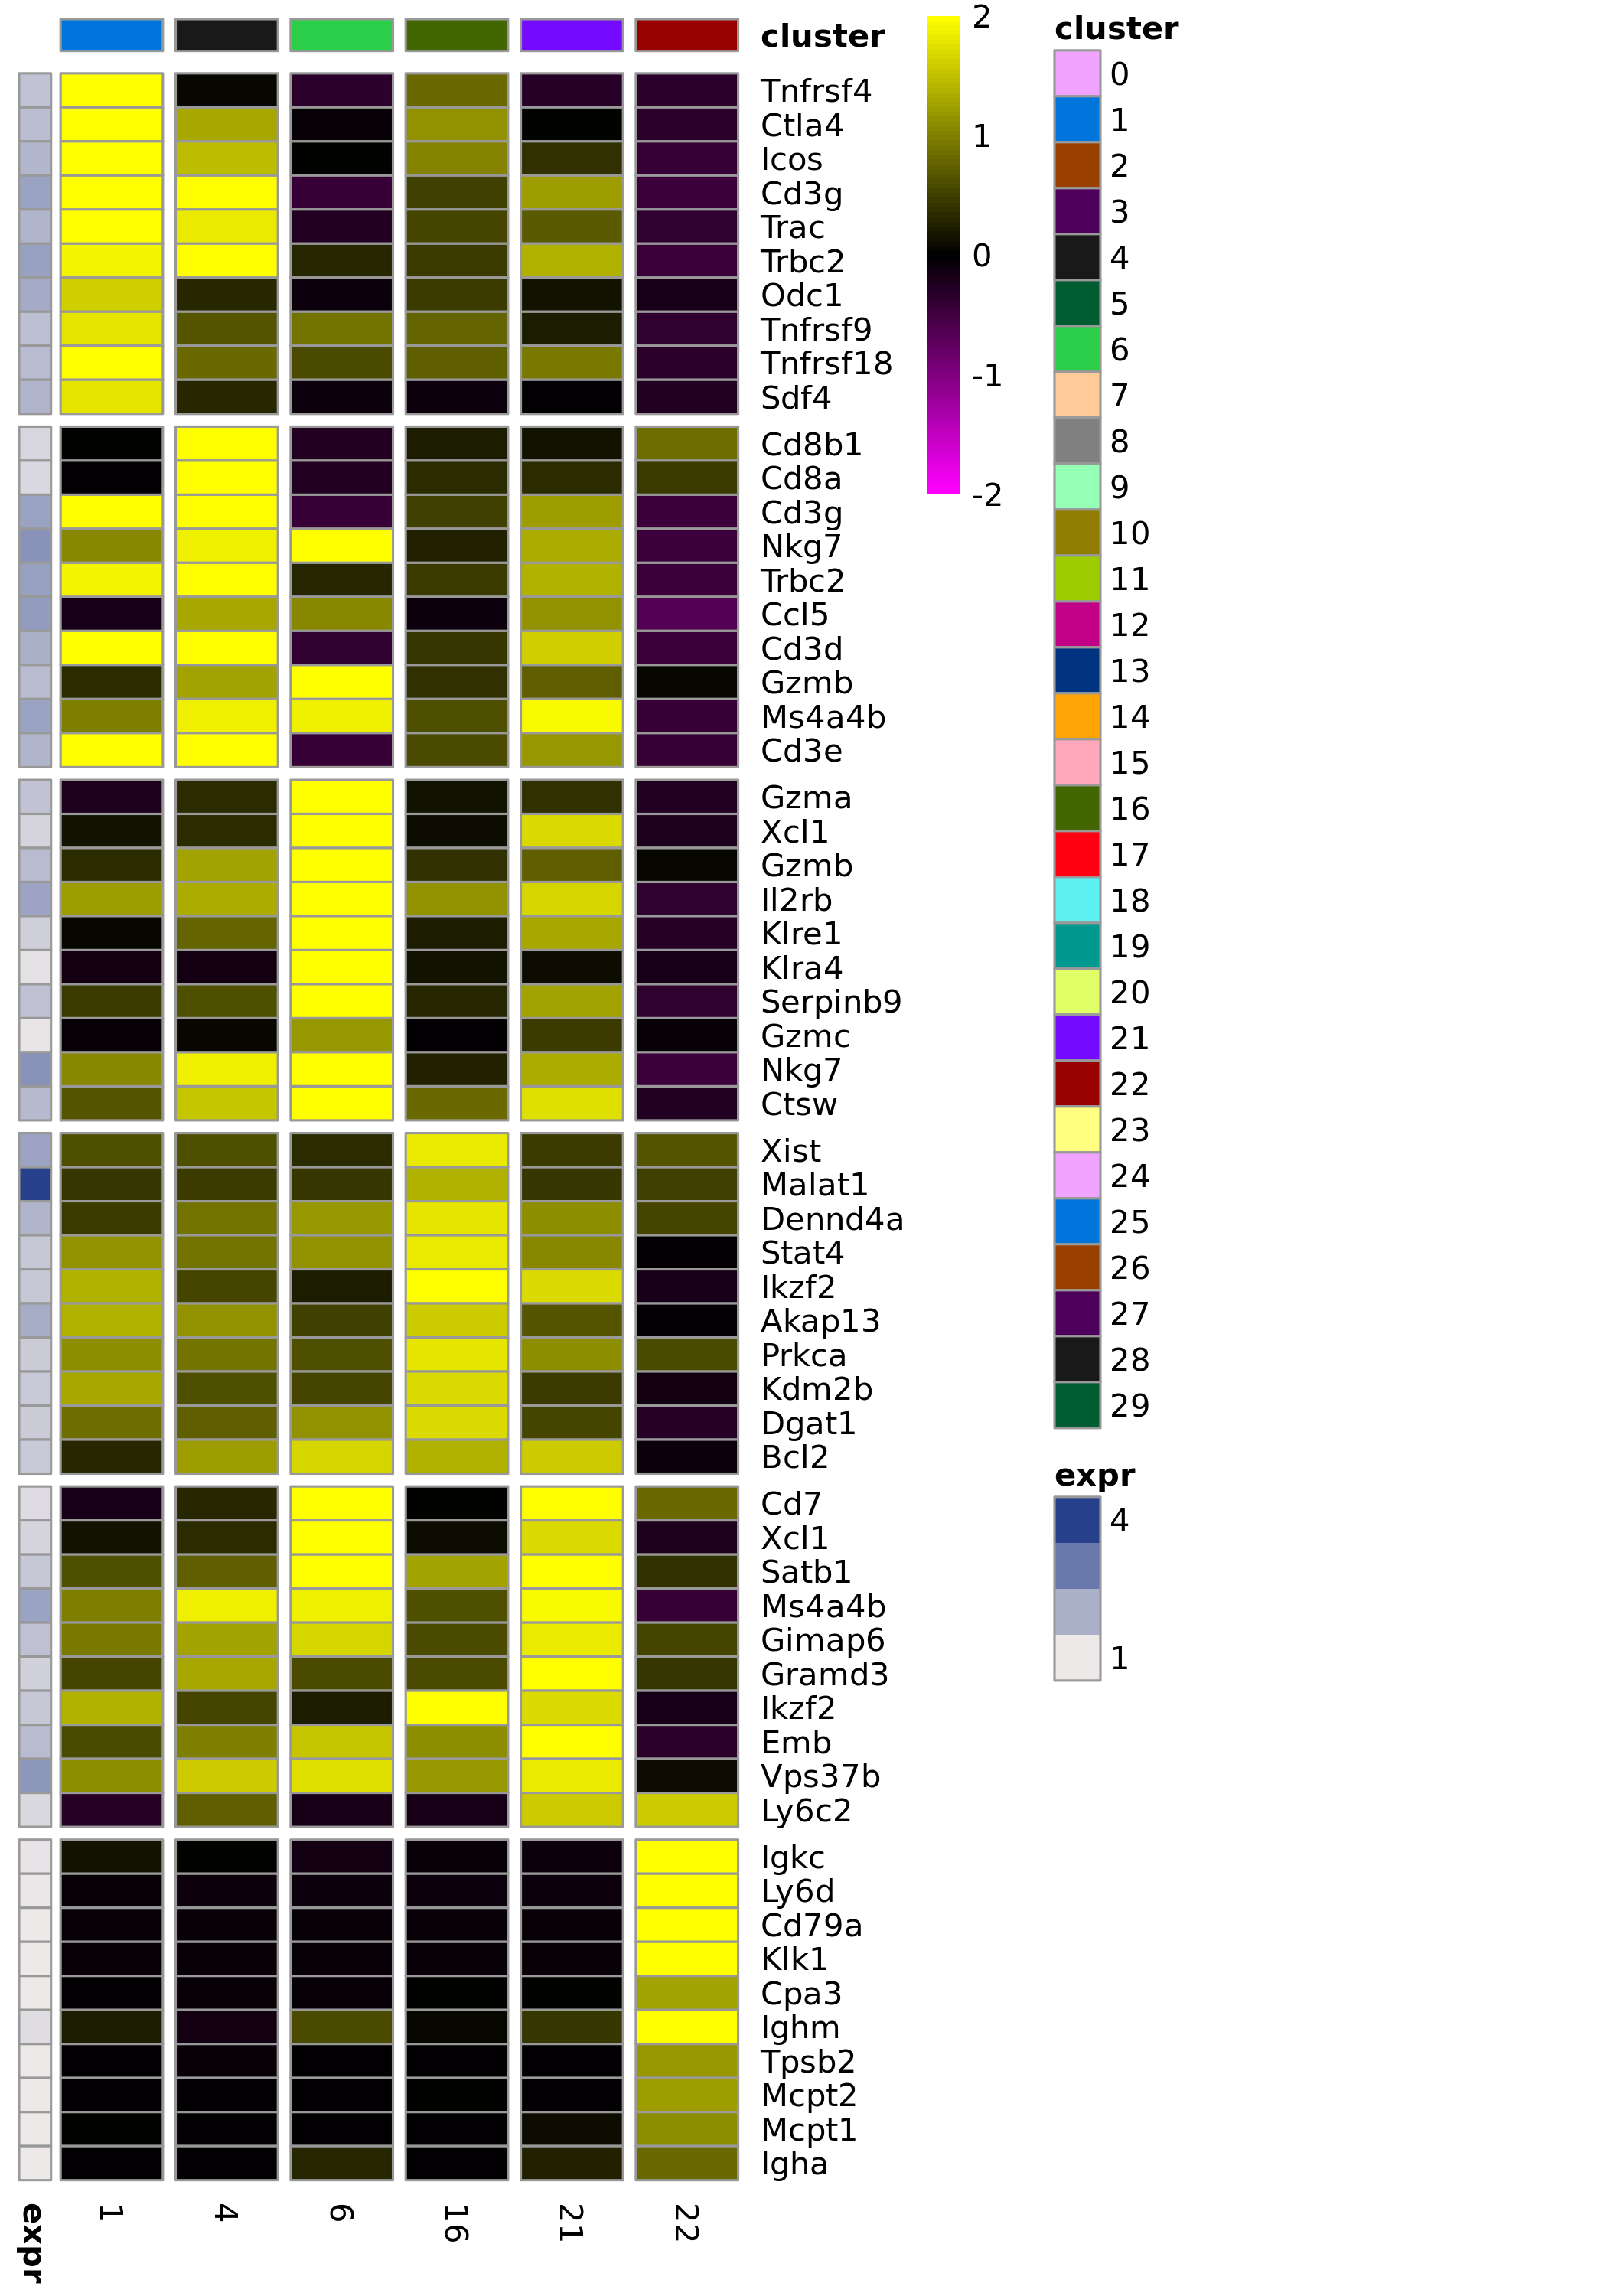 cluster
Tnfrsf4
Ctla4
Icos
Cd3g
Trac
Trbc2
Odc1
Tnfrsf9
Tnfrsf18
Sdf4
Cd8b1
Cd8a
Cd3g
Nkg7
Trbc2
Ccl5
Cd3d
Gzmb
Ms4a4b
Cd3e
Gzma
Xcl1
Gzmb
Il2rb
Klre1
Klra4
Serpinb9
Gzmc
Nkg7
Ctsw
Xist
Malat1
Dennd4a
Stat4
Ikzf2
Akap13
Prkca
Kdm2b
Dgat1
Bcl2
Cd7
Xcl1
Satb1
Ms4a4b
Gimap6
Gramd3
Ikzf2
Emb
Vps37b
Ly6c2
Igkc
Ly6d
Cd79a
Klk1
Cpa3
Ighm
Tpsb2
Mcpt2
Mcpt1
Igha
expr 1 4 6 16 21 22
2
1
0
-1
-2
cluster
0
1
2
3
4
5
6
7
8
9
10
11
12
13
14
15
16
17
18
19
20
21
22
23
24
25
26
27
28
29
expr
4
1